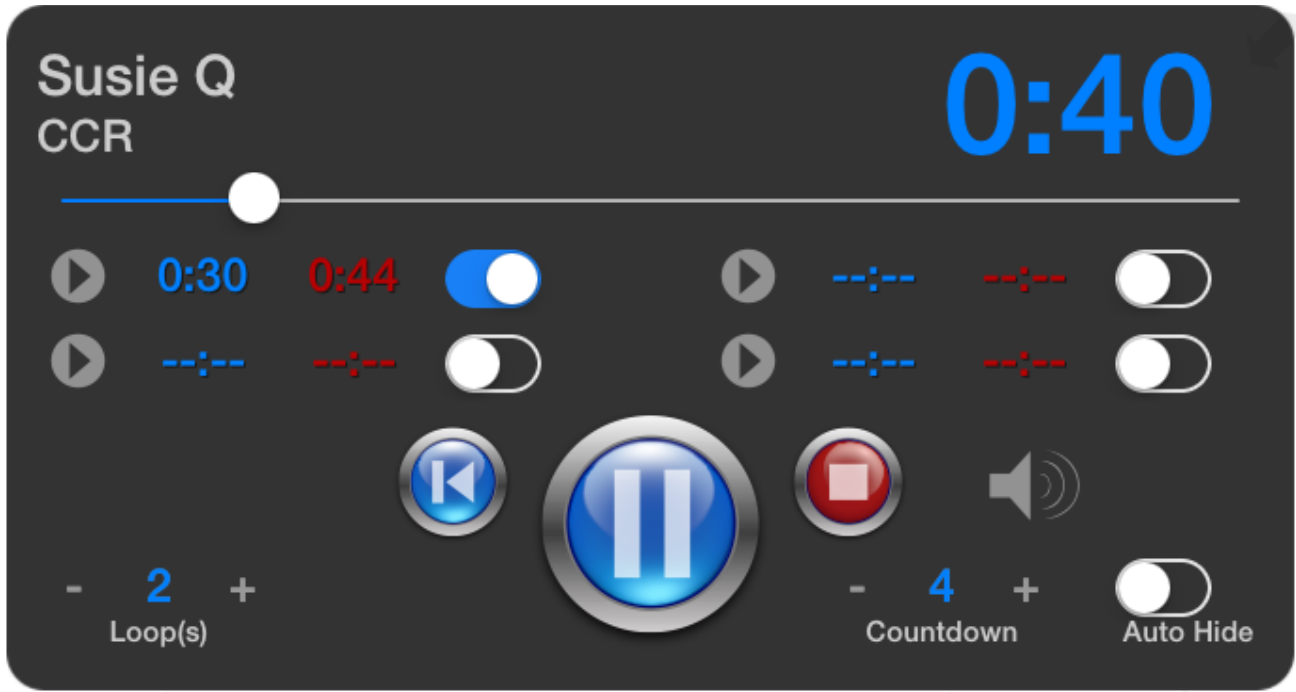 Susie Q
CCR
0:40
0:30 0:44 --:-- --:--
--:-- --:-- --:-- --:--
- 2 + - 4 +
Loop(s) Countdown Auto Hide